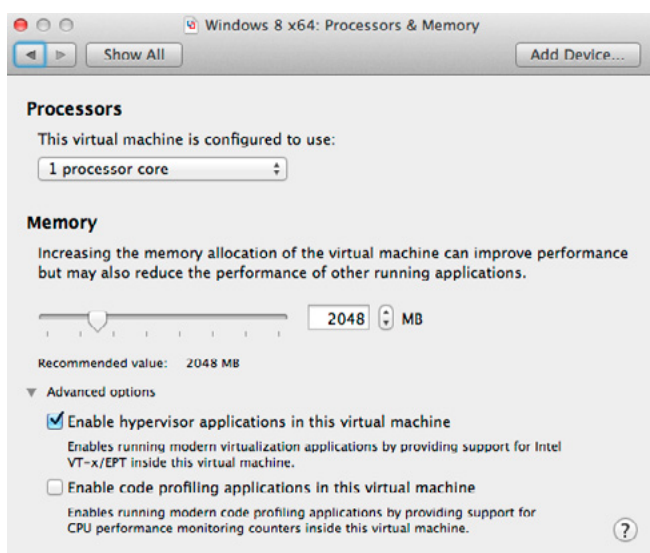 Windows 8 x64: Processors & Memory
Show All
Add Device...
Processors
This virtual machine is configured to use:
1 processor core
Memory
Increasing the memory allocation of the virtual machine can improve performance
but may also reduce the performance of other running applications.
2048 MB
Recommended value: 2048 MB
Advanced options
Enable hypervisor applications in this virtual machine
Enables running modern virtualization applications by providing support for Intel
VT-x/EPT inside this virtual machine.
Enable code profiling applications in this virtual machine
Enables running modern code profiling applications by providing support for
CPU performance monitoring counters inside this virtual machine.
?